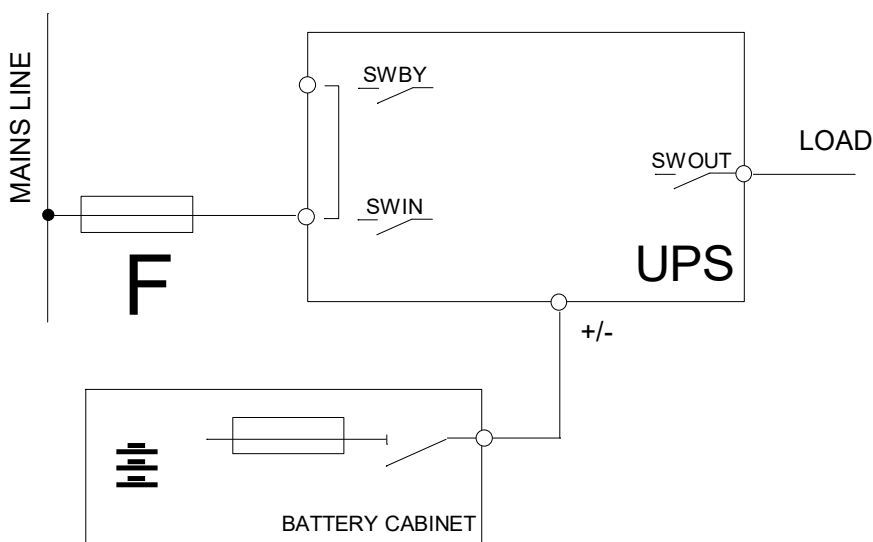 MAINS LINE
SWBY
SWIN
SWOUT
LOAD
F
UPS
+/-
BATTERY CABINET